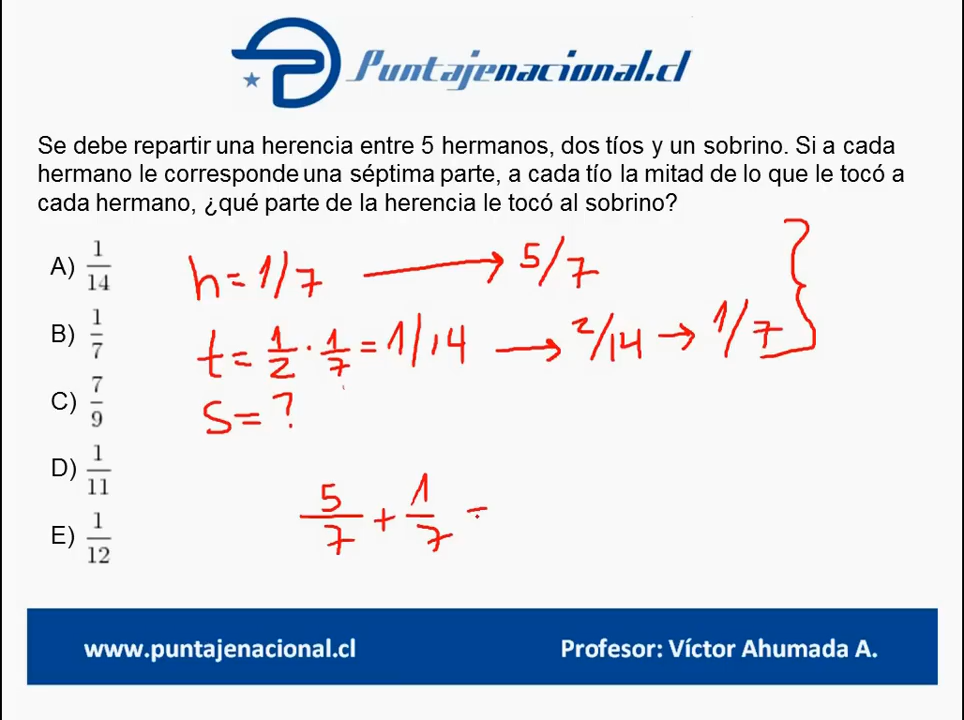 Puntajenacional.cl
Se debe repartir una herencia entre 5 hermanos, dos tíos y un sobrino. Si a cada
hermano le corresponde una séptima parte, a cada tío la mitad de lo que le tocó a
cada hermano, ¿qué parte de la herencia le tocó al sobrino?
A) 1/14
B) 1/7
C) 7/9
D) 1/11
E) 1/12
h = 1/7 → 5/7
t = 1/2 · 1/7 = 1/14 → 2/14 → 1/7
s = ?
5/7 + 1/7 =
www.puntajenacional.cl
Profesor: Víctor Ahumada A.